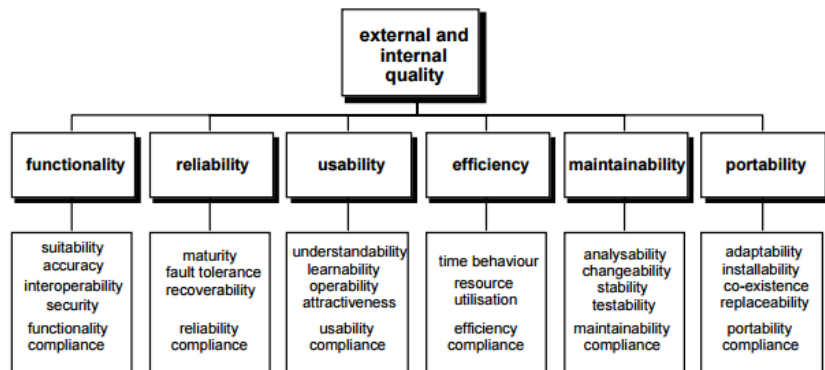 external and
internal
quality
functionality
reliability
usability
efficiency
maintainability
portability
suitability
accuracy
interoperability
security
functionality
compliance
maturity
fault tolerance
recoverability
reliability
compliance
understandability
learnability
operability
attractiveness
usability
compliance
time behaviour
resource
utilisation
efficiency
compliance
analysability
changeability
stability
testability
maintainability
compliance
adaptability
installability
co-existence
replaceability
portability
compliance